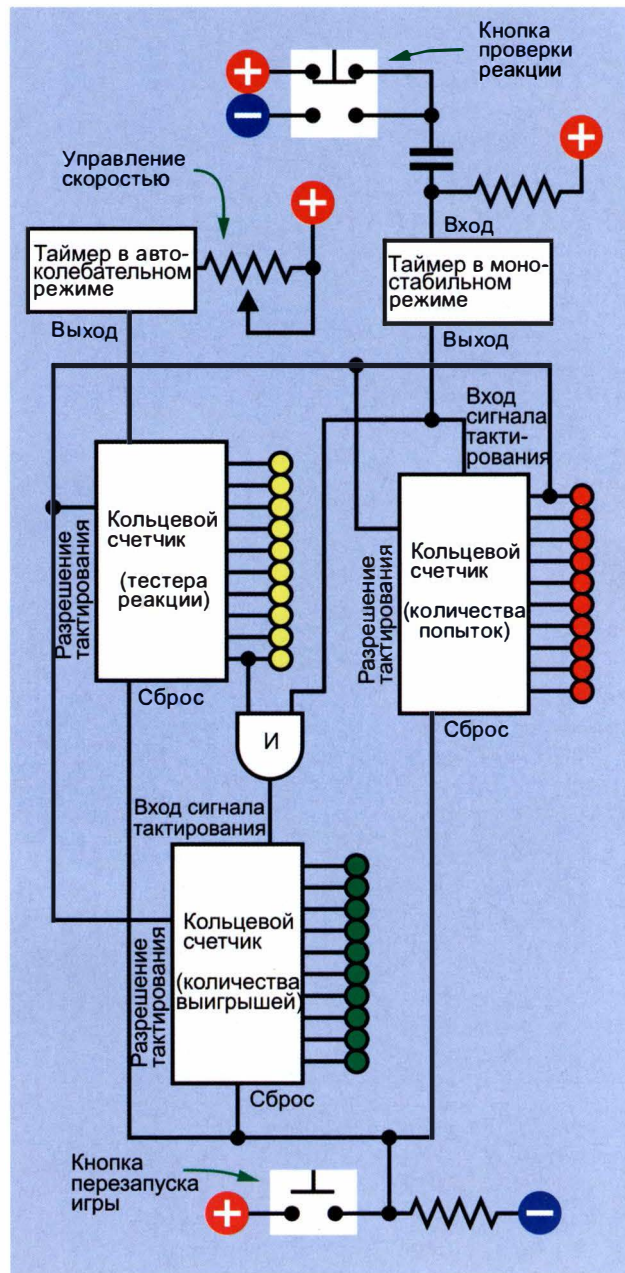 Кнопка
проверки
реакции
+
−
+
Управление
скоростью
+
Вход
Таймер в авто-
колебательном
режиме
Таймер в моно-
стабильном
режиме
Выход
Выход
Вход
сигнала
такти-
рования
Кольцевой
счетчик
(тестера
реакции)
Разрешение
тактирования
Кольцевой
счетчик
(количества
попыток)
Разрешение
тактирования
Сброс
Сброс
И
Вход сигнала
тактирования
Кольцевой
счетчик
(количества
выигрышей)
Разрешение
тактирования
Сброс
Кнопка
перезапуска
игры
+
−